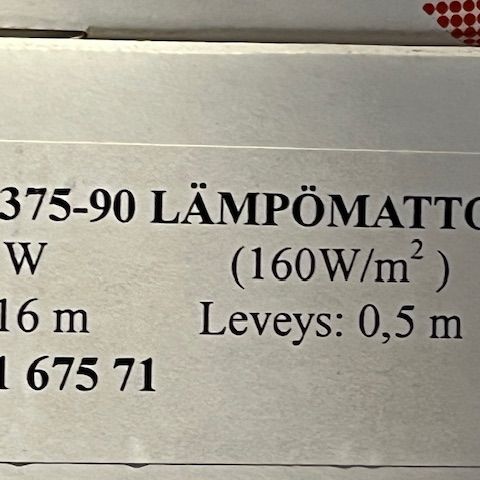 375-90 LÄMPÖMATTO
W (160W/m²)
16 m Leveys: 0,5 m
1 675 71